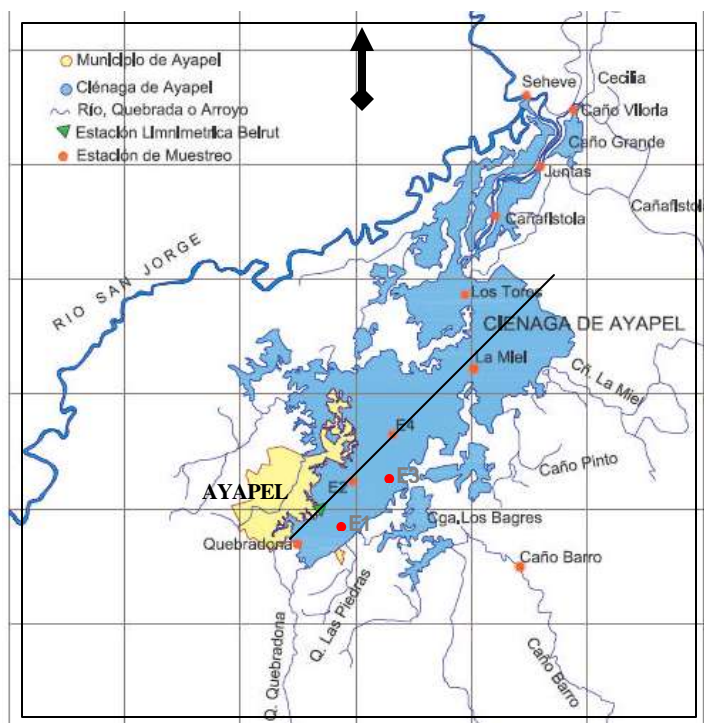 Municipio de Ayapel
Ciénaga de Ayapel
Río, Quebrada o Arroyo
Estación Limnimetrica Beirut
Estación de Muestreo
Seheve
Cecilia
Caño Viloria
Caño Grande
Juntas
Cañafistola
Cañafistola
RIO SAN JORGE
Los Toros
CIENAGA DE AYAPEL
La Miel
Cñ. La Miel
E4
Caño Pinto
E3
E2
AYAPEL
E1
Cga. Los Bagres
Quebradona
Caño Barro
Q. Las Piedras
Q. Quebradona
Caño Barro